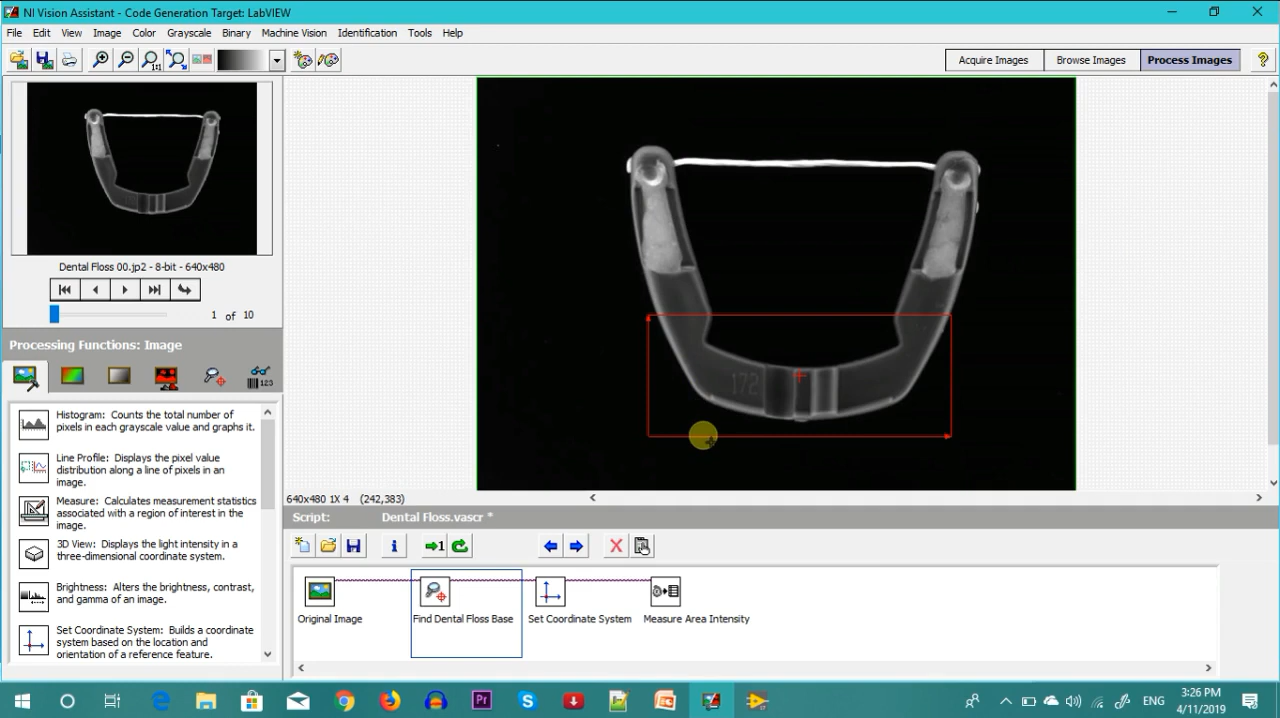 NI Vision Assistant - Code Generation Target: LabVIEW
File Edit View Image Color Grayscale Binary Machine Vision Identification Tools Help
1:1
Acquire Images Browse Images Process Images ?
Dental Floss 00.jp2 - 8-bit - 640x480
1 of 10
Processing Functions: Image
123
Histogram: Counts the total number of
pixels in each grayscale value and graphs it.
Line Profile: Displays the pixel value
distribution along a line of pixels in an
image.
Measure: Calculates measurement statistics
associated with a region of interest in the
image.
3D View: Displays the light intensity in a
three-dimensional coordinate system.
Brightness: Alters the brightness, contrast,
and gamma of an image.
Set Coordinate System: Builds a coordinate
system based on the location and
orientation of a reference feature.
172
640x480 1X 4 (242,383)
Script: Dental Floss.vascr *
i 1
Original Image Find Dental Floss Base Set Coordinate System Measure Area Intensity
e Pr S
ENG
3:26 PM
4/11/2019